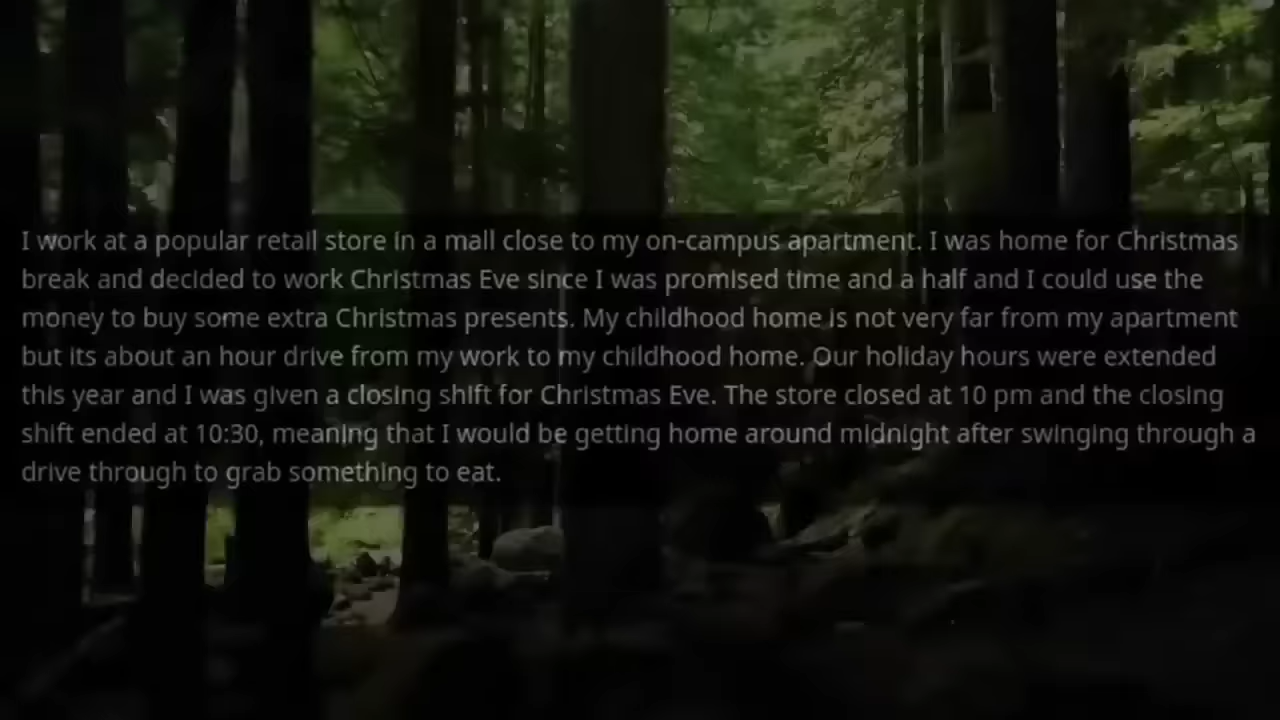 I work at a popular retail store in a mall close to my on-campus apartment. I was home for Christmas
break and decided to work Christmas Eve since I was promised time and a half and I could use the
money to buy some extra Christmas presents. My childhood home is not very far from my apartment
but its about an hour drive from my work to my childhood home. Our holiday hours were extended
this year and I was given a closing shift for Christmas Eve. The store closed at 10 pm and the closing
shift ended at 10:30, meaning that I would be getting home around midnight after swinging through a
drive through to grab something to eat.